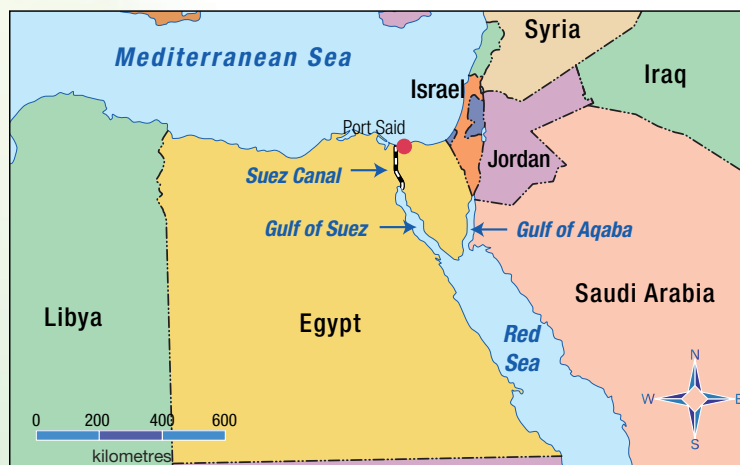 Syria
Mediterranean Sea
Iraq
Israel
Port Said
Jordan
Suez Canal
Gulf of Suez
Gulf of Aqaba
Saudi Arabia
Libya
Egypt
Red
Sea
N
W
E
S
0 200 400 600
kilometres